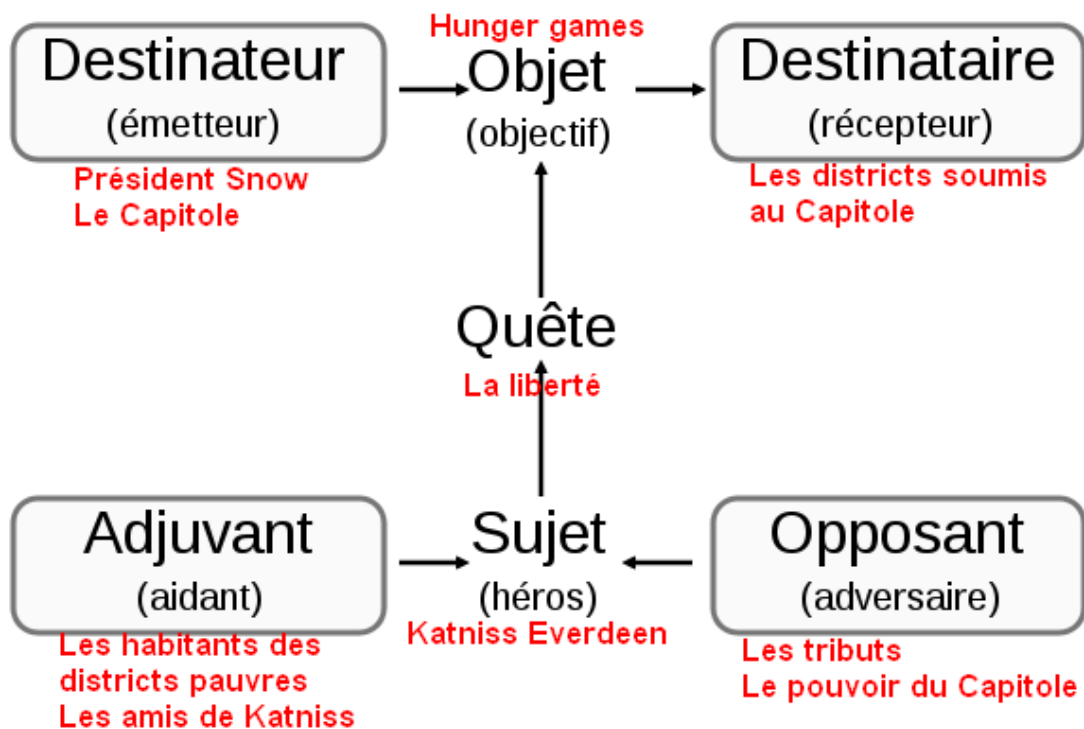 Hunger games
Destinateur
(émetteur)
Président Snow
Le Capitole
Objet
(objectif)
Destinataire
(récepteur)
Les districts soumis
au Capitole
Quête
La liberté
Adjuvant
(aidant)
Les habitants des
districts pauvres
Les amis de Katniss
Sujet
(héros)
Katniss Everdeen
Opposant
(adversaire)
Les tributs
Le pouvoir du Capitole